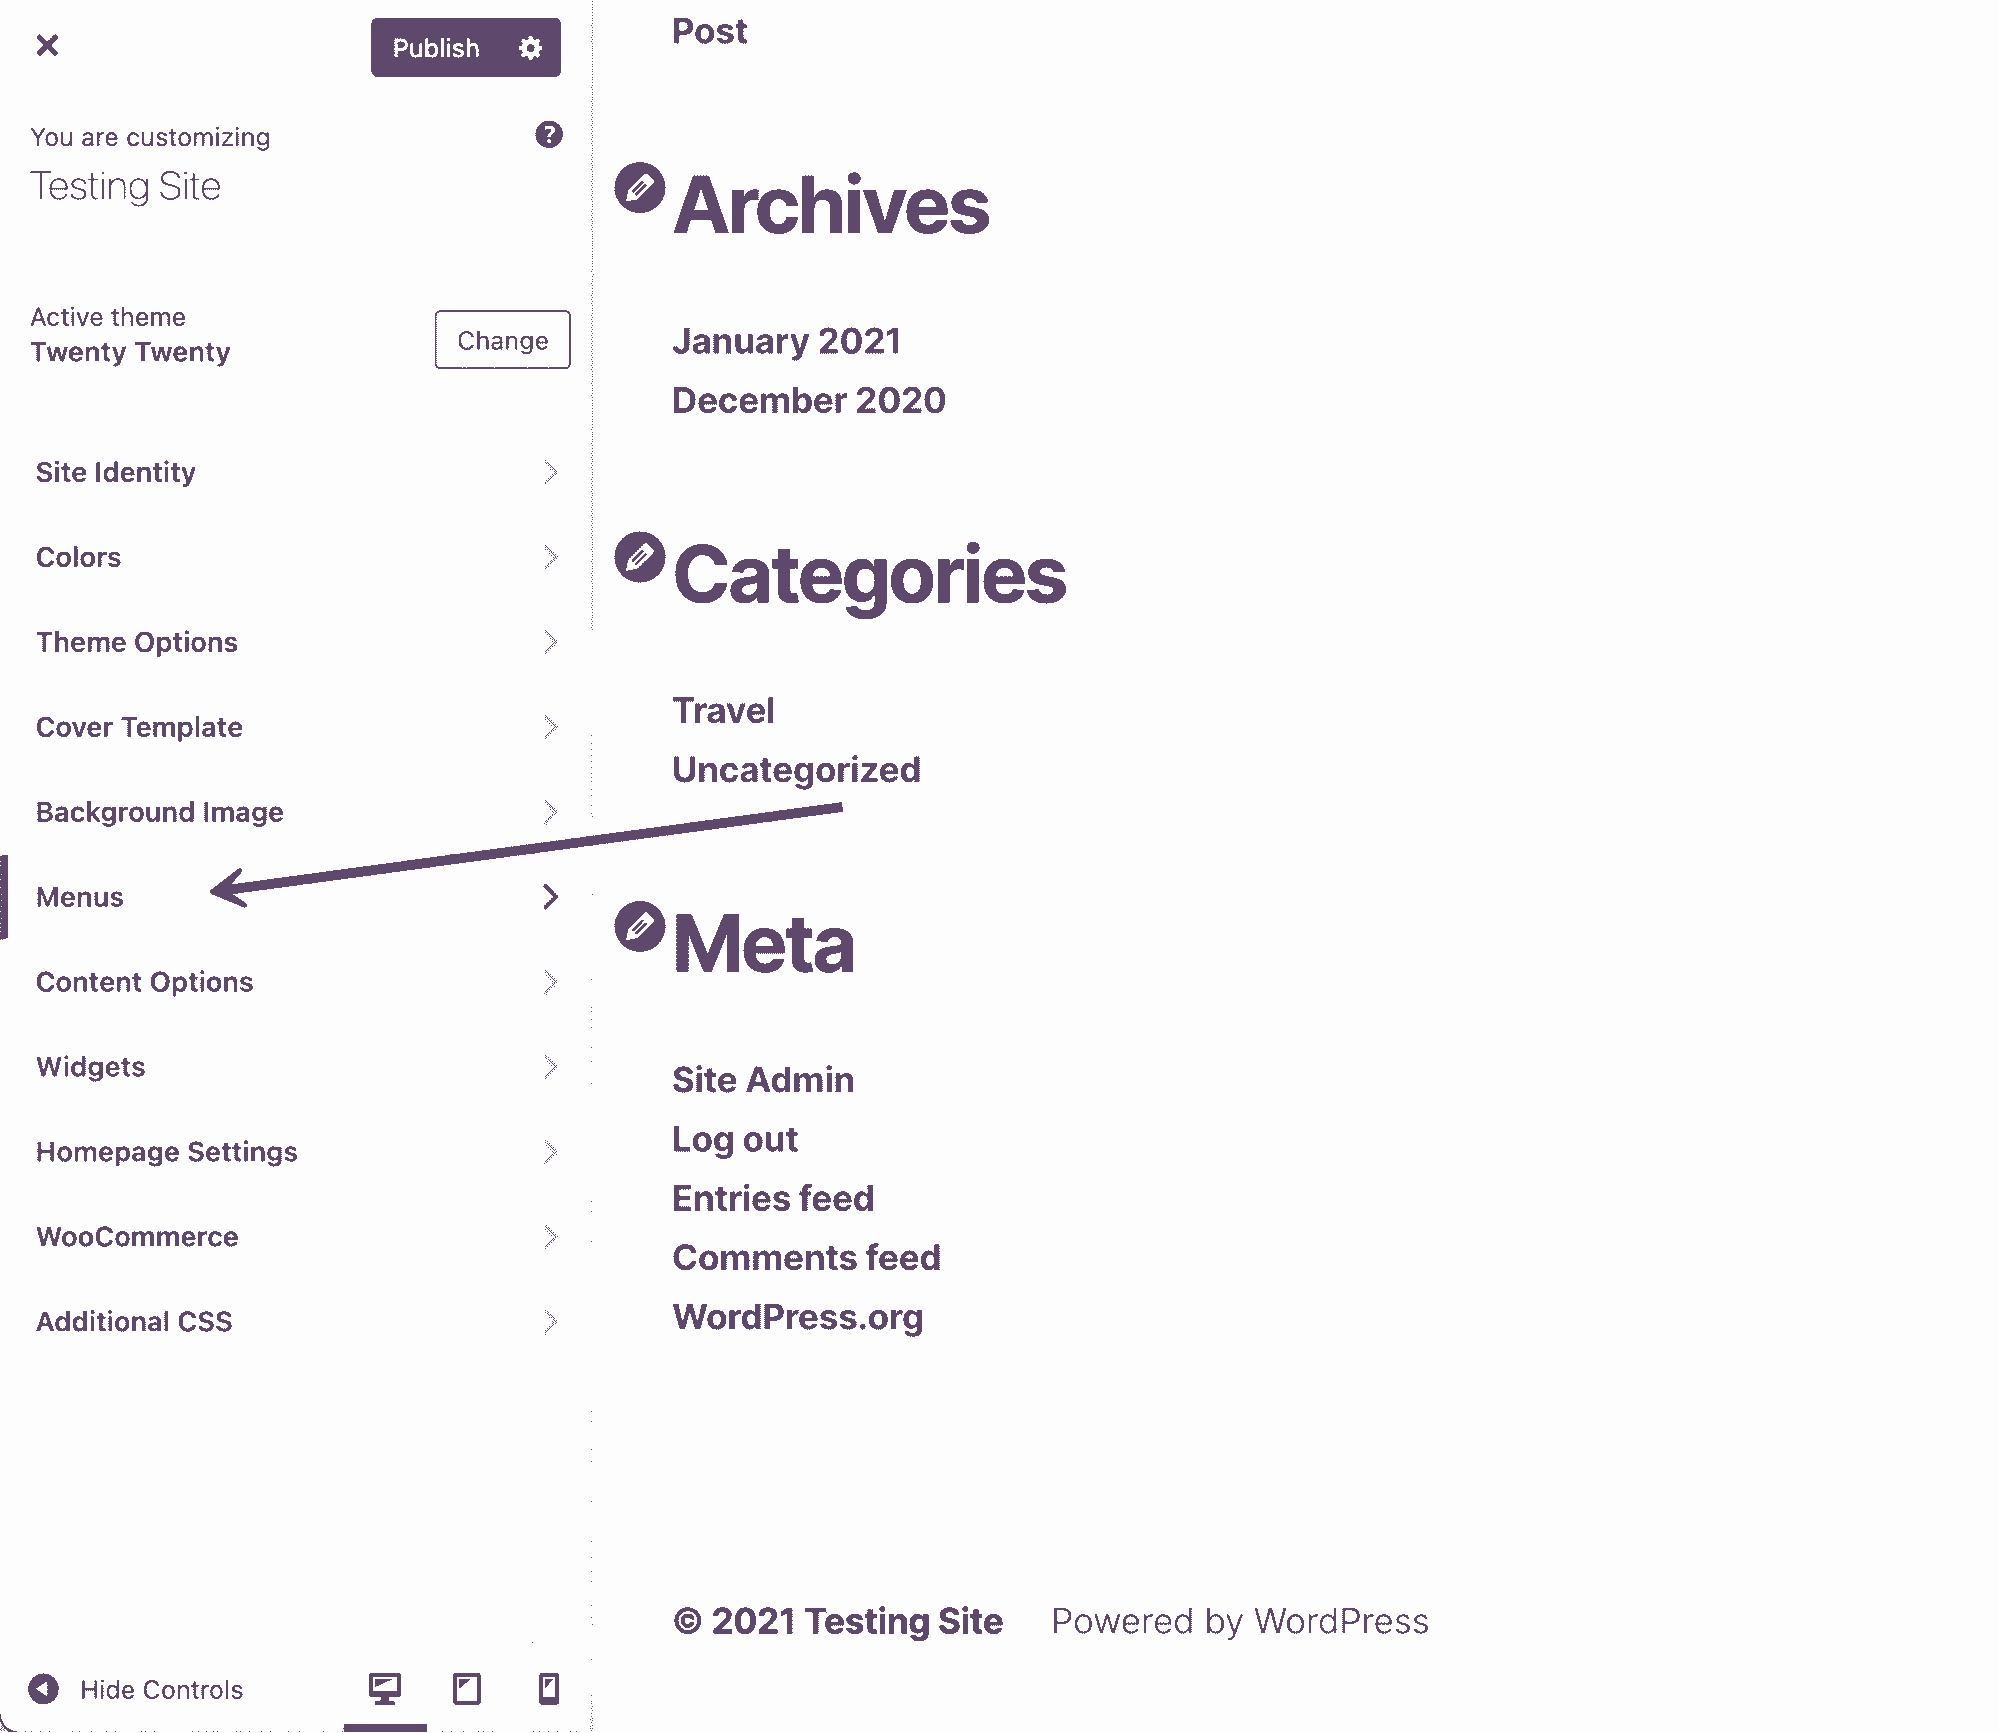 Publish
You are customizing
Testing Site
Active theme
Twenty Twenty
Change
Site Identity
Colors
Theme Options
Cover Template
Background Image
Menus
Content Options
Widgets
Homepage Settings
WooCommerce
Additional CSS
Hide Controls
Post
Archives
January 2021
December 2020
Categories
Travel
Uncategorized
Meta
Site Admin
Log out
Entries feed
Comments feed
WordPress.org
© 2021 Testing Site Powered by WordPress